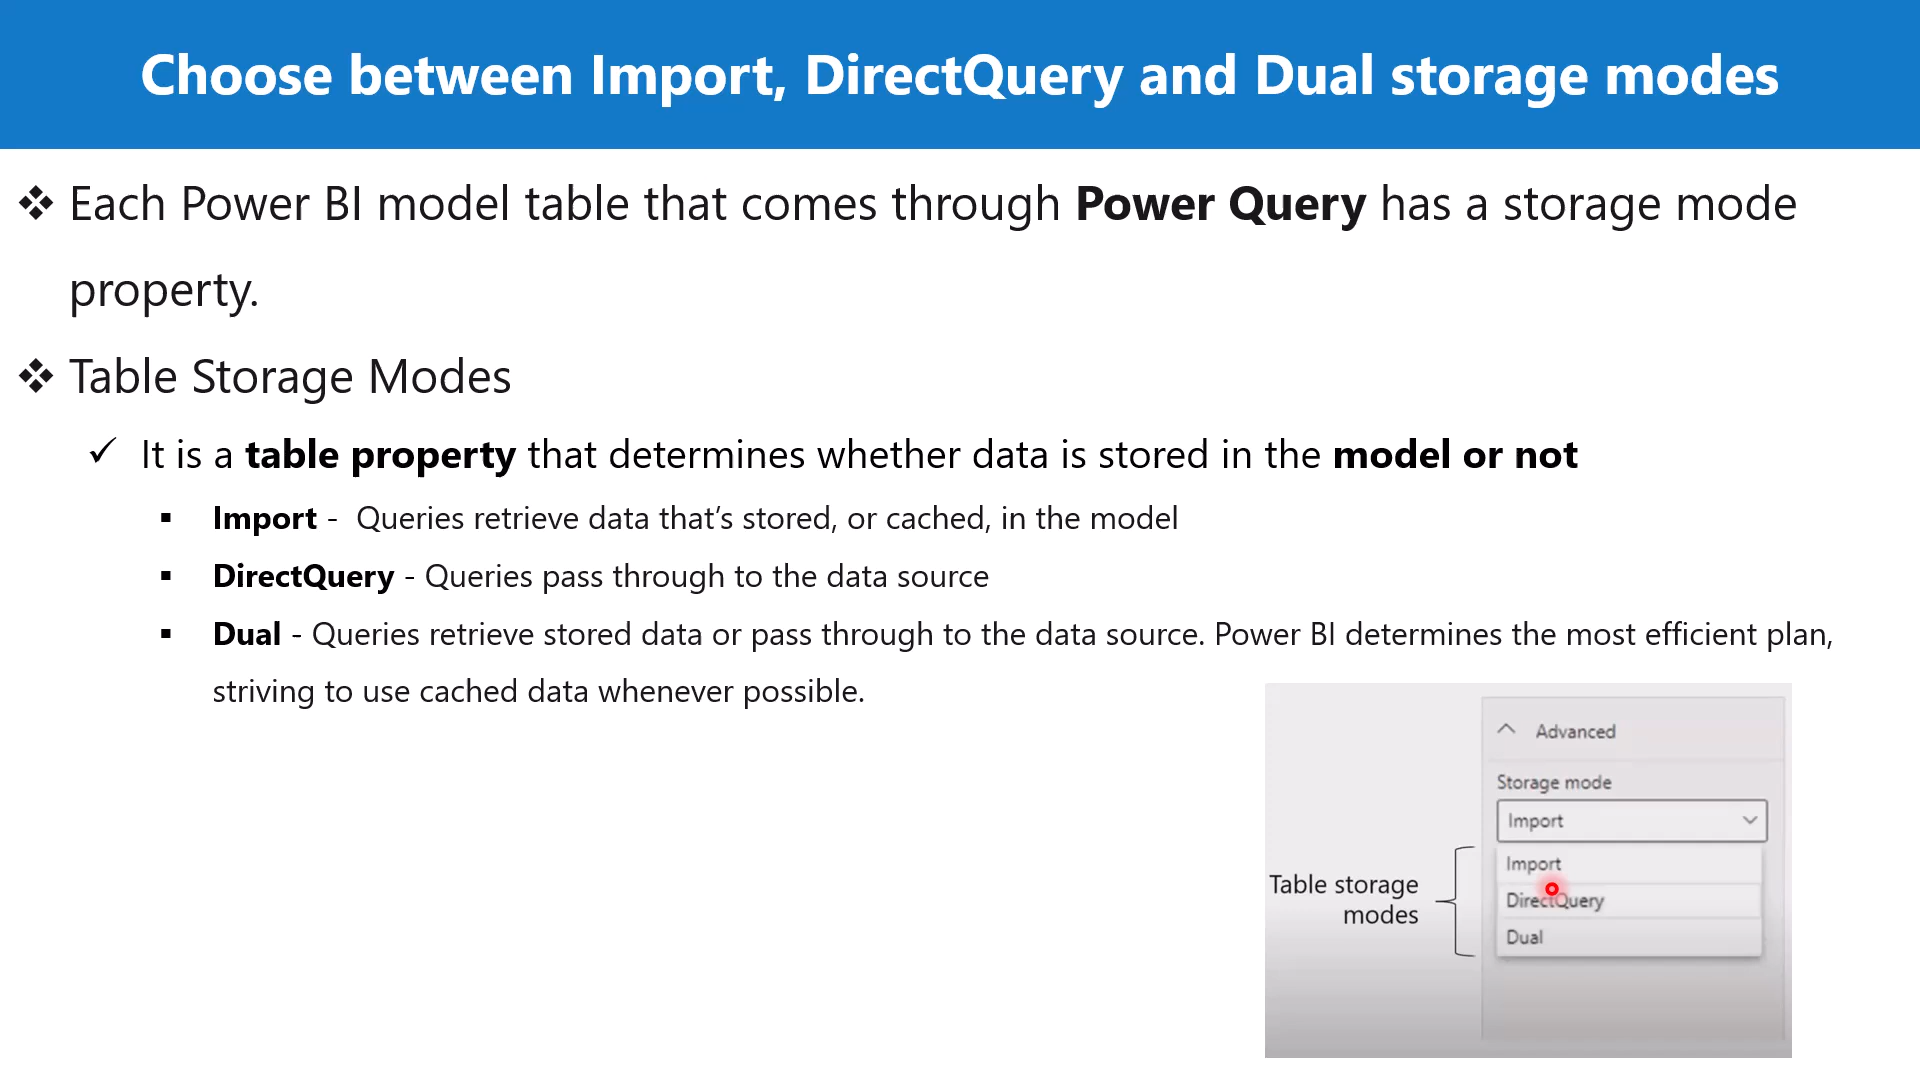 Choose between Import, DirectQuery and Dual storage modes
❖ Each Power BI model table that comes through Power Query has a storage mode
property.
❖ Table Storage Modes
✓ It is a table property that determines whether data is stored in the model or not
▪ Import - Queries retrieve data that’s stored, or cached, in the model
▪ DirectQuery - Queries pass through to the data source
▪ Dual - Queries retrieve stored data or pass through to the data source. Power BI determines the most efficient plan,
striving to use cached data whenever possible.
Advanced
Storage mode
Import
Import
DirectQuery
Dual
Table storage
modes